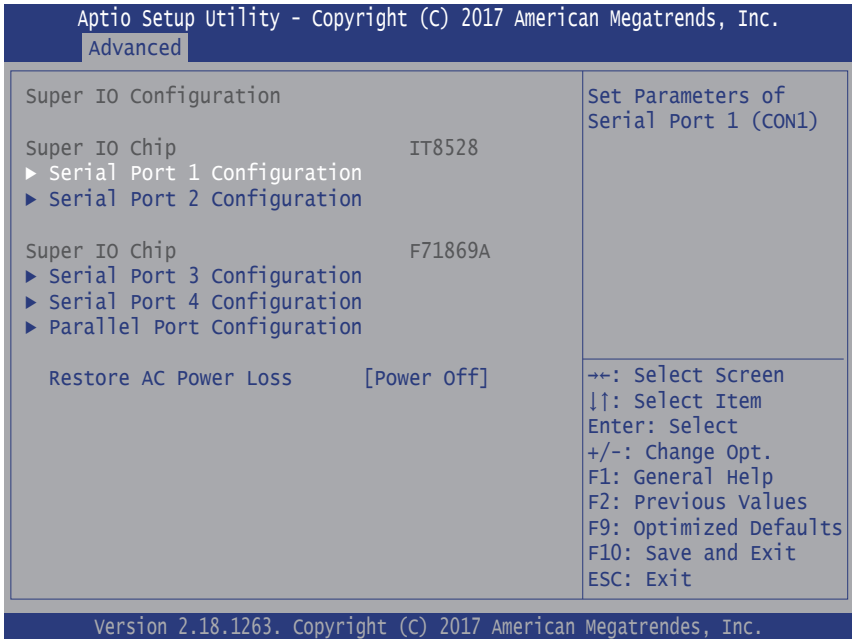 Aptio Setup Utility - Copyright (C) 2017 American Megatrends, Inc.
Advanced
Super IO Configuration
Super IO Chip IT8528
▶ Serial Port 1 Configuration
▶ Serial Port 2 Configuration
Super IO Chip F71869A
▶ Serial Port 3 Configuration
▶ Serial Port 4 Configuration
▶ Parallel Port Configuration
Restore AC Power Loss [Power Off]
Set Parameters of
Serial Port 1 (CON1)
→←: Select Screen
↓↑: Select Item
Enter: Select
+/-: Change Opt.
F1: General Help
F2: Previous Values
F9: Optimized Defaults
F10: Save and Exit
ESC: Exit
Version 2.18.1263. Copyright (C) 2017 American Megatrendes, Inc.